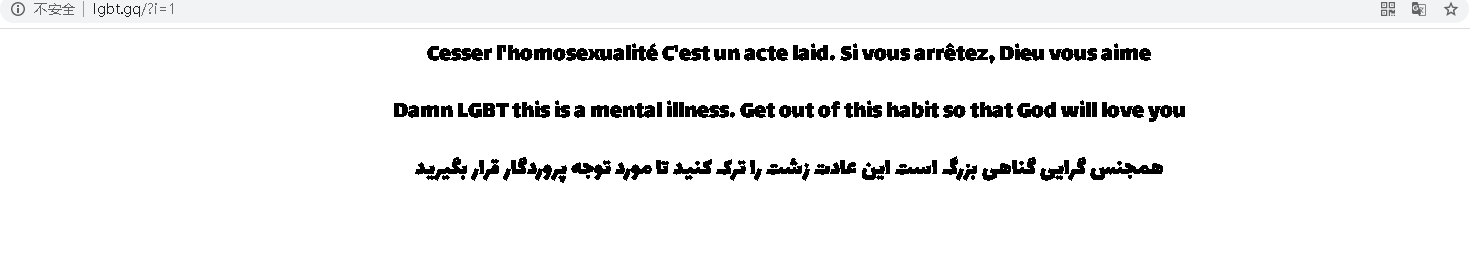 不安全 lgbt.gq/?i=1
Cesser l'homosexualité C'est un acte laid. Si vous arrêtez, Dieu vous aime
Damn LGBT this is a mental illness. Get out of this habit so that God will love you
همجنس گرایی گناهی بزرگ است این عادت زشت را ترک کنید تا مورد توجه پروردگار قرار بگیرید